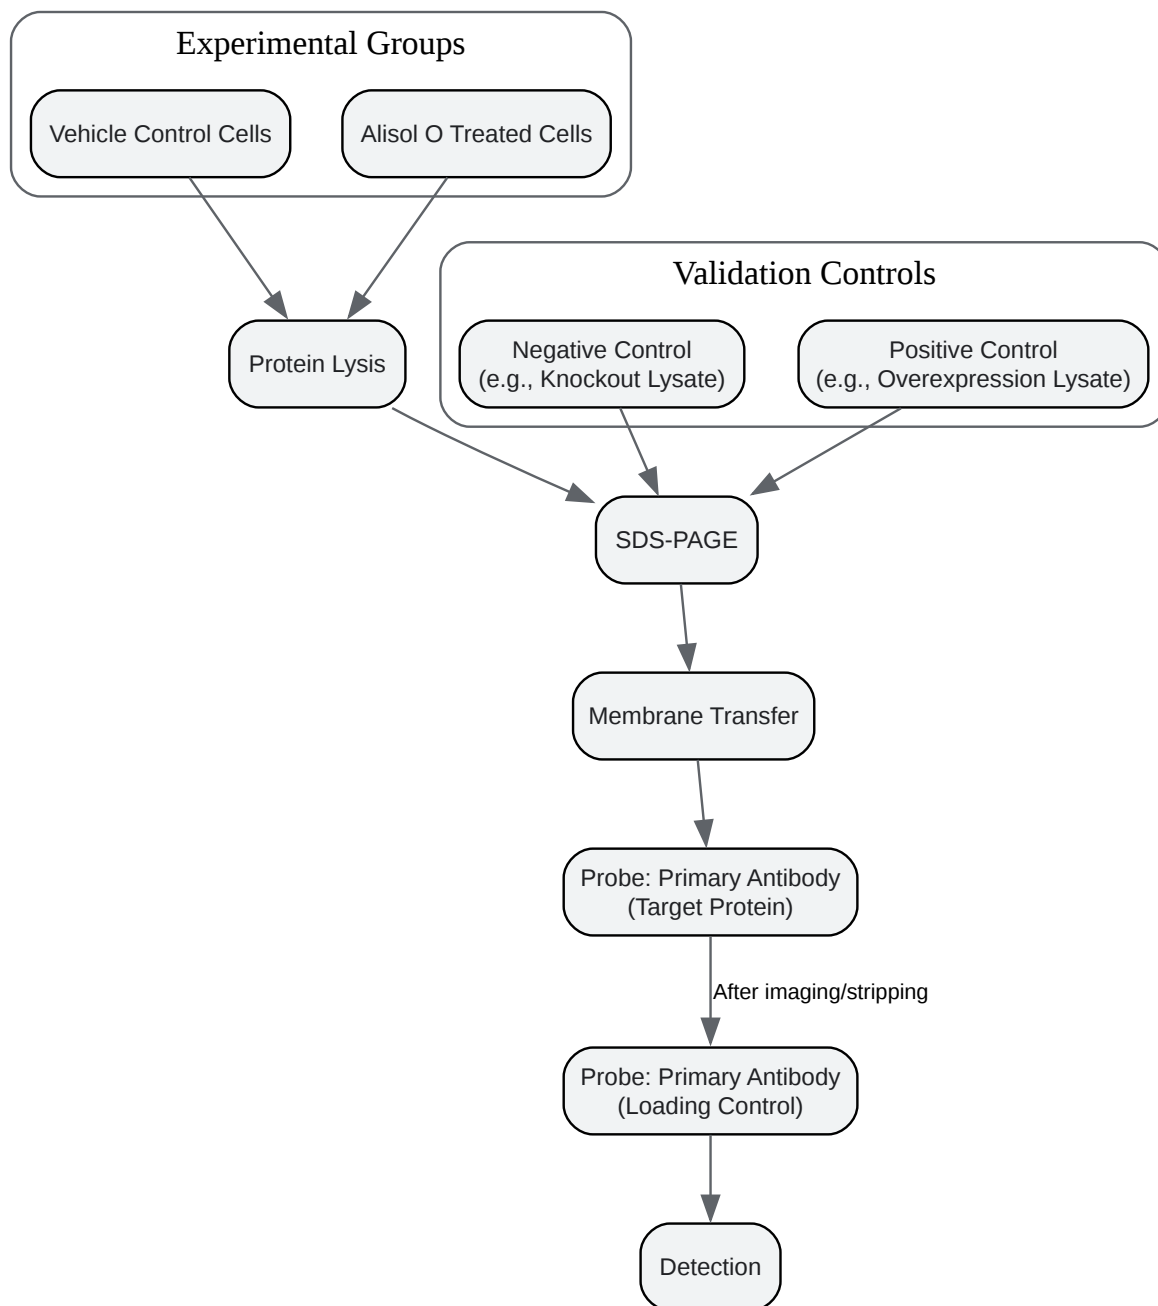 Experimental Groups
Vehicle Control Cells
Alisol O Treated Cells
Validation Controls
Protein Lysis
Negative Control
(e.g., Knockout Lysate)
Positive Control
(e.g., Overexpression Lysate)
SDS-PAGE
Membrane Transfer
Probe: Primary Antibody
(Target Protein)
After imaging/stripping
Probe: Primary Antibody
(Loading Control)
Detection